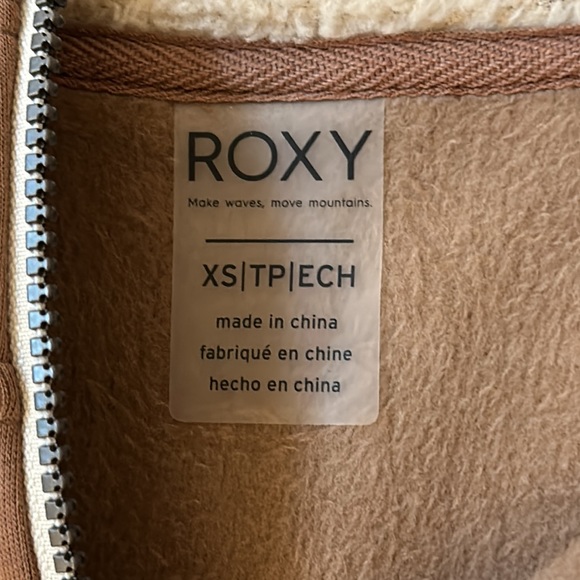 ROXY
Make waves, move mountains.
XS|TP|ECH
made in china
fabriqué en chine
hecho en china